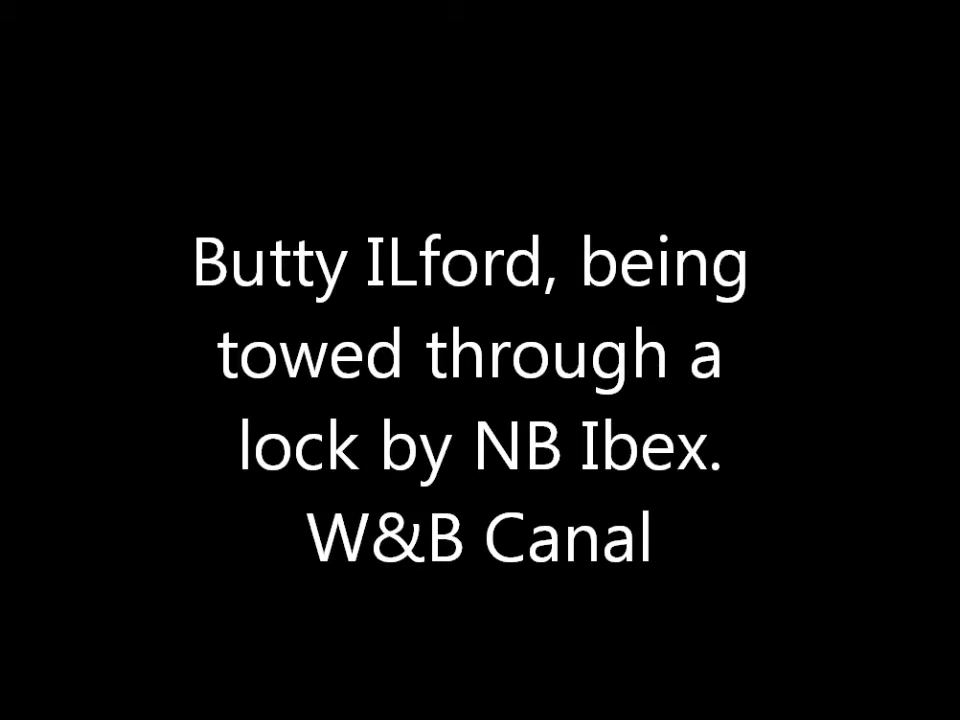 Butty ILford, being
towed through a
lock by NB Ibex.
W&B Canal